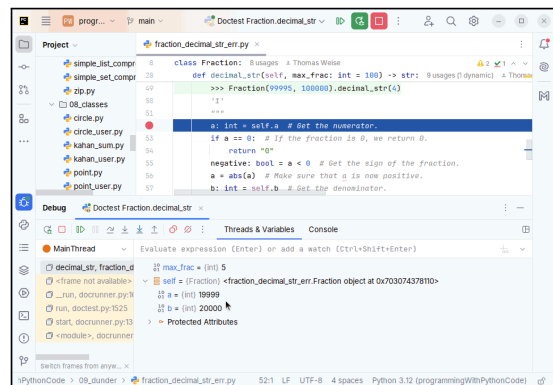 PC
PW progr... main Doctest Fraction.decimal_str
Project
fraction_decimal_str_err.py
simple_list_compr
simple_set_compr
zip.py
08_classes
circle.py
circle_user.py
kahan_sum.py
kahan_user.py
point.py
point_user.py
8 class Fraction: 8 usages Thomas Weise 2 1
28 def decimal_str(self, max_frac: int = 100) -> str: 9 usages (1 dynamic) Thomas
49 >>> Fraction(99995, 100000).decimal_str(4)
50 '1'
51 """
a: int = self.a # Get the numerator.
53 if a == 0: # If the fraction is 0, we return 0.
54 return "0"
55 negative: bool = a < 0 # Get the sign of the fraction.
56 a = abs(a) # Make sure that a is now positive.
57 b: int = self.b # Get the denominator.
Debug Doctest Fraction.decimal_str
Threads & Variables Console
MainThread
Evaluate expression (Enter) or add a watch (Ctrl+Shift+Enter)
decimal_str, fraction_d
<frame not available>
__run, docrunner.py:1
run, doctest.py:1525
start, docrunner.py:13
<module>, docrunner
Switch frames from anyw...
max_frac = {int} 5
self = {Fraction} <fraction_decimal_str_err.Fraction object at 0x703074378110>
a = {int} 19999
b = {int} 20000
Protected Attributes
hPythonCode > 09_dunder > fraction_decimal_str_err.py 52:1 LF UTF-8 4 spaces Python 3.12 (programmingWithPythonCode)